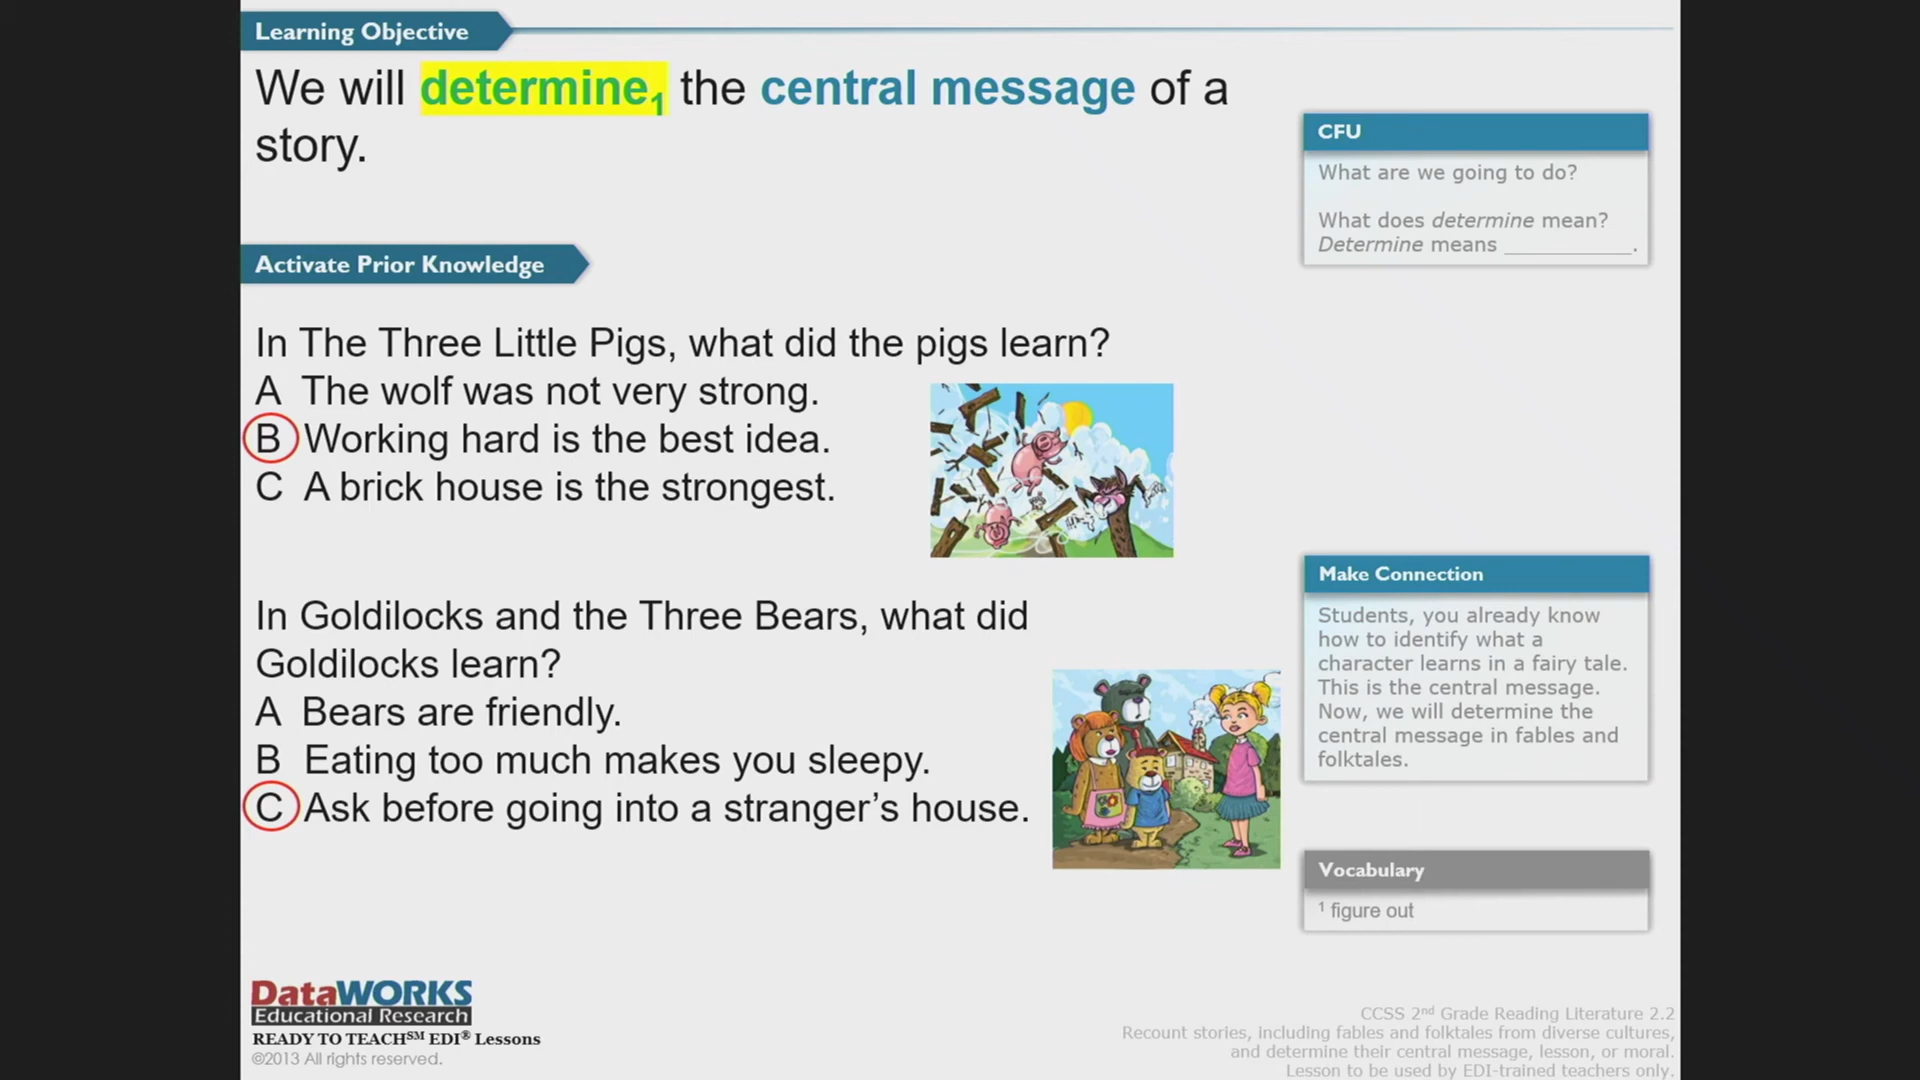 Learning Objective
We will determine1 the central message of a
story.
CFU
What are we going to do?
What does determine mean?
Determine means ____________.
Activate Prior Knowledge
In The Three Little Pigs, what did the pigs learn?
A The wolf was not very strong.
B Working hard is the best idea.
C A brick house is the strongest.
In Goldilocks and the Three Bears, what did
Goldilocks learn?
A Bears are friendly.
B Eating too much makes you sleepy.
C Ask before going into a stranger’s house.
Make Connection
Students, you already know
how to identify what a
character learns in a fairy tale.
This is the central message.
Now, we will determine the
central message in fables and
folktales.
Vocabulary
1 figure out
DataWORKS
Educational Research
READY TO TEACH℠ EDI® Lessons
©2013 All rights reserved.
CCSS 2nd Grade Reading Literature 2.2
Recount stories, including fables and folktales from diverse cultures,
and determine their central message, lesson, or moral.
Lesson to be used by EDI-trained teachers only.